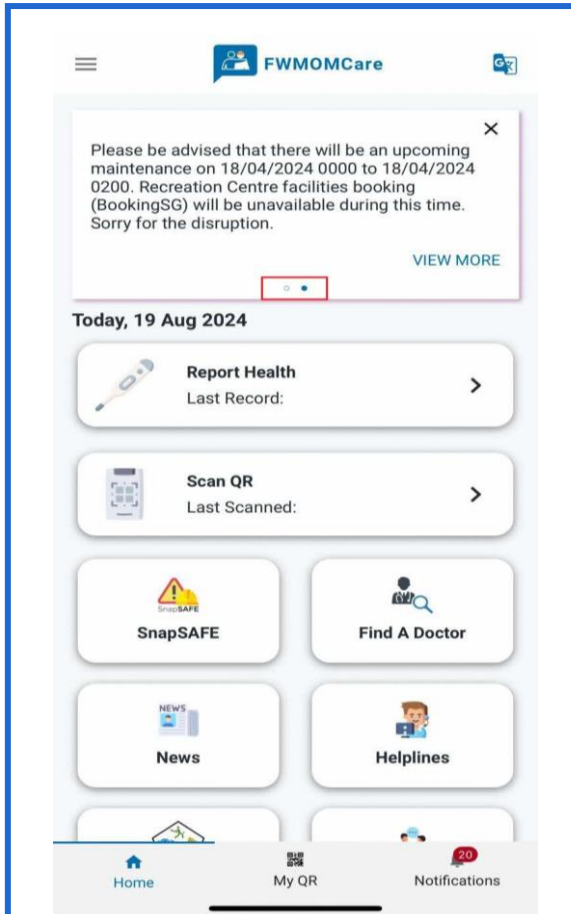 FWMOMCare
Please be advised that there will be an upcoming
maintenance on 18/04/2024 0000 to 18/04/2024
0200. Recreation Centre facilities booking
(BookingSG) will be unavailable during this time.
Sorry for the disruption.
VIEW MORE
Today, 19 Aug 2024
Report Health
Last Record:
Scan QR
Last Scanned:
SnapSAFE
SnapSAFE
Find A Doctor
NEWS
News
Helplines
20
Home
My QR
Notifications